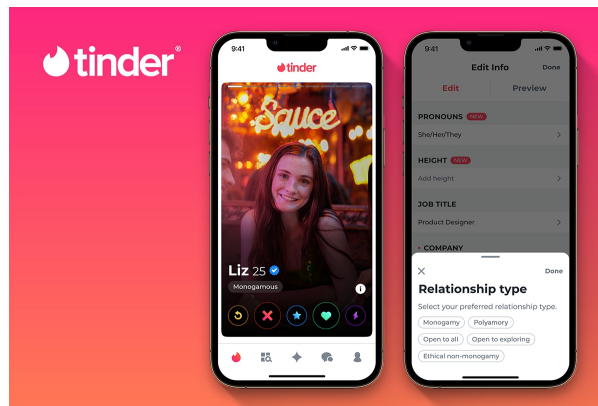 tinder®
9:41
tinder
Sauce
Liz 25
Monogamous
9:41
Edit Info
Done
Edit
Preview
PRONOUNS NEW
She/Her/They
HEIGHT NEW
Add height
JOB TITLE
Product Designer
• COMPANY
Done
Relationship type
Select your preferred relationship type.
Monogamy
Polyamory
Open to all
Open to exploring
Ethical non-monogamy